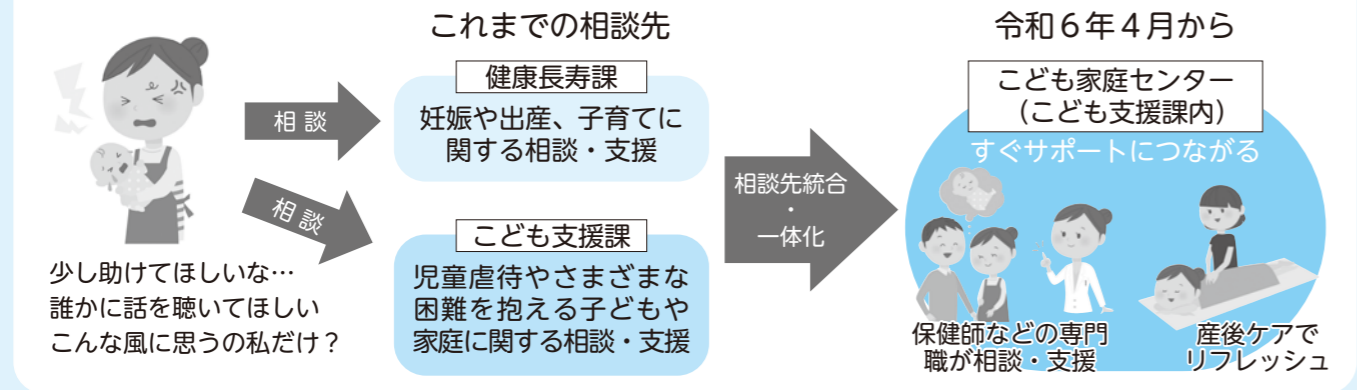 これまでの相談先
令和６年４月から
相 談
相 談
少し助けてほしいな…
誰かに話を聴いてほしい
こんな風に思うの私だけ？
健康長寿課
妊娠や出産、子育てに
関する相談・支援
こども支援課
児童虐待やさまざまな
困難を抱える子どもや
家庭に関する相談・支援
相談先統合
・
一体化
こども家庭センター
（こども支援課内）
すぐサポートにつながる
保健師などの専門
職が相談・支援
産後ケアで
リフレッシュ